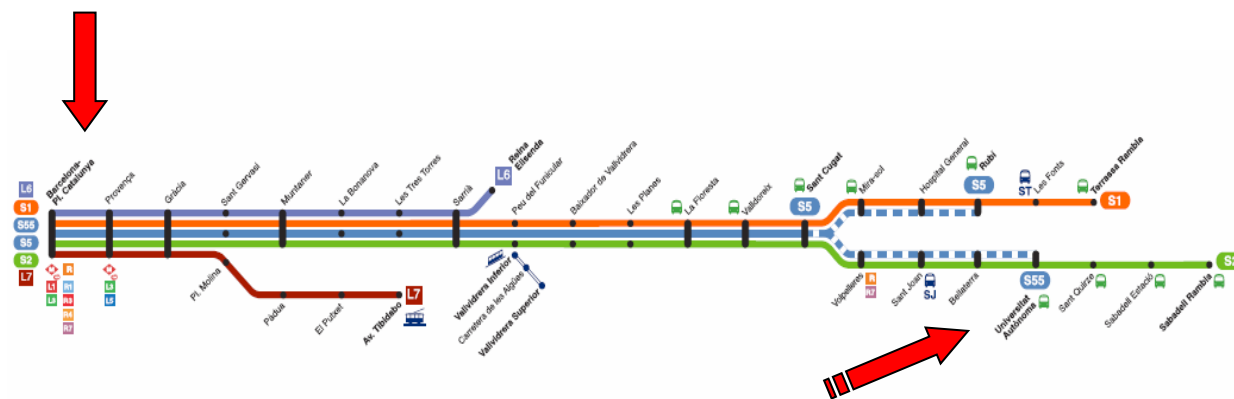 Barcelona-
Pl. Catalunya
Provença
Gràcia
Sant Gervasi
Muntaner
La Bonanova
Les Tres Torres
Sarrià
Reina
Elisenda
Peu del Funicular
Baixador de Vallvidrera
Les Planes
La Floresta
Valldoreix
Sant Cugat
Mira-sol
Hospital General
Rubí
Les Fonts
Terrassa Rambla
L6
S1
S55
S5
S2
L7
L6
S5
S5
ST
S1
L1
R1
R3
R4
R7
L3
L5
Pl. Molina
Pàdua
El Putxet
Av. Tibidabo
L7
Vallvidrera Inferior
Carretera de les Aigües
Vallvidrera Superior
Volpelleres
R
R7
Sant Joan
SJ
Bellaterra
Universitat
Autònoma
S55
Sant Quirze
Sabadell Estació
Sabadell Rambla